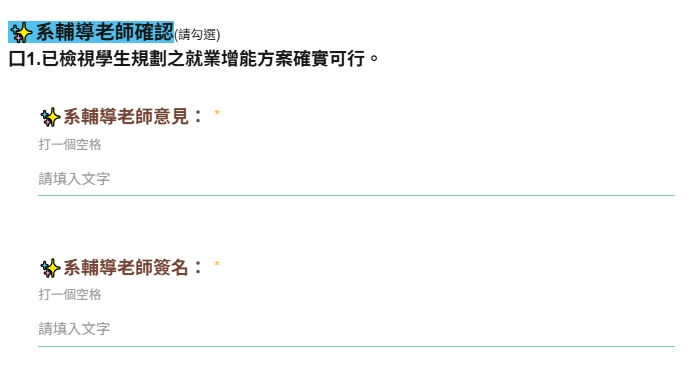 ✨系輔導老師確認(請勾選)
口1.已檢視學生規劃之就業增能方案確實可行。
✨系輔導老師意見： *
打一個空格
請填入文字
✨系輔導老師簽名： *
打一個空格
請填入文字